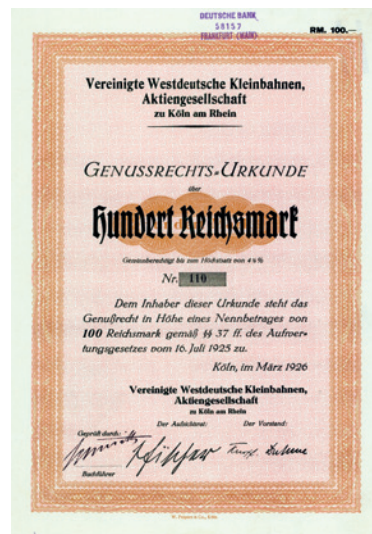 DEUTSCHE BANK
58157
FRANKFURT (MAIN)
RM. 100.—
Vereinigte Westdeutsche Kleinbahnen,
Aktiengesellschaft
zu Köln am Rhein
GENUSSRECHTS-URKUNDE
über
Hundert Reichsmark
Genussberechtigt bis zum Höchstsatz von 4½%
Nr. 110
Dem Inhaber dieser Urkunde steht das
Genußrecht in Höhe eines Nennbetrages von
100 Reichsmark gemäß §§ 37 ff. des Aufwer-
tungsgesetzes vom 16. Juli 1925 zu.
Köln, im März 1926
Vereinigte Westdeutsche Kleinbahnen,
Aktiengesellschaft
zu Köln am Rhein
Der Aufsichtsrat: Der Vorstand:
Geprüft durch:
Buchführer